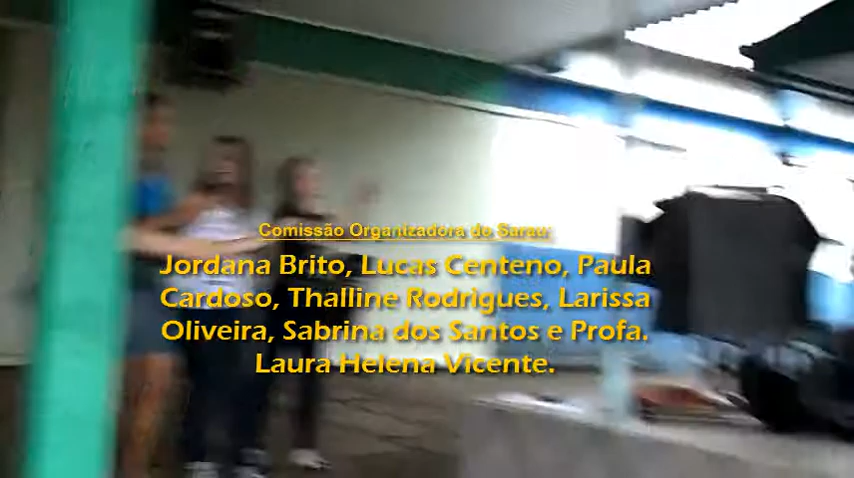 Comissão Organizadora do Sarau:
Jordana Brito, Lucas Centeno, Paula
Cardoso, Thalline Rodrigues, Larissa
Oliveira, Sabrina dos Santos e Profa.
Laura Helena Vicente.